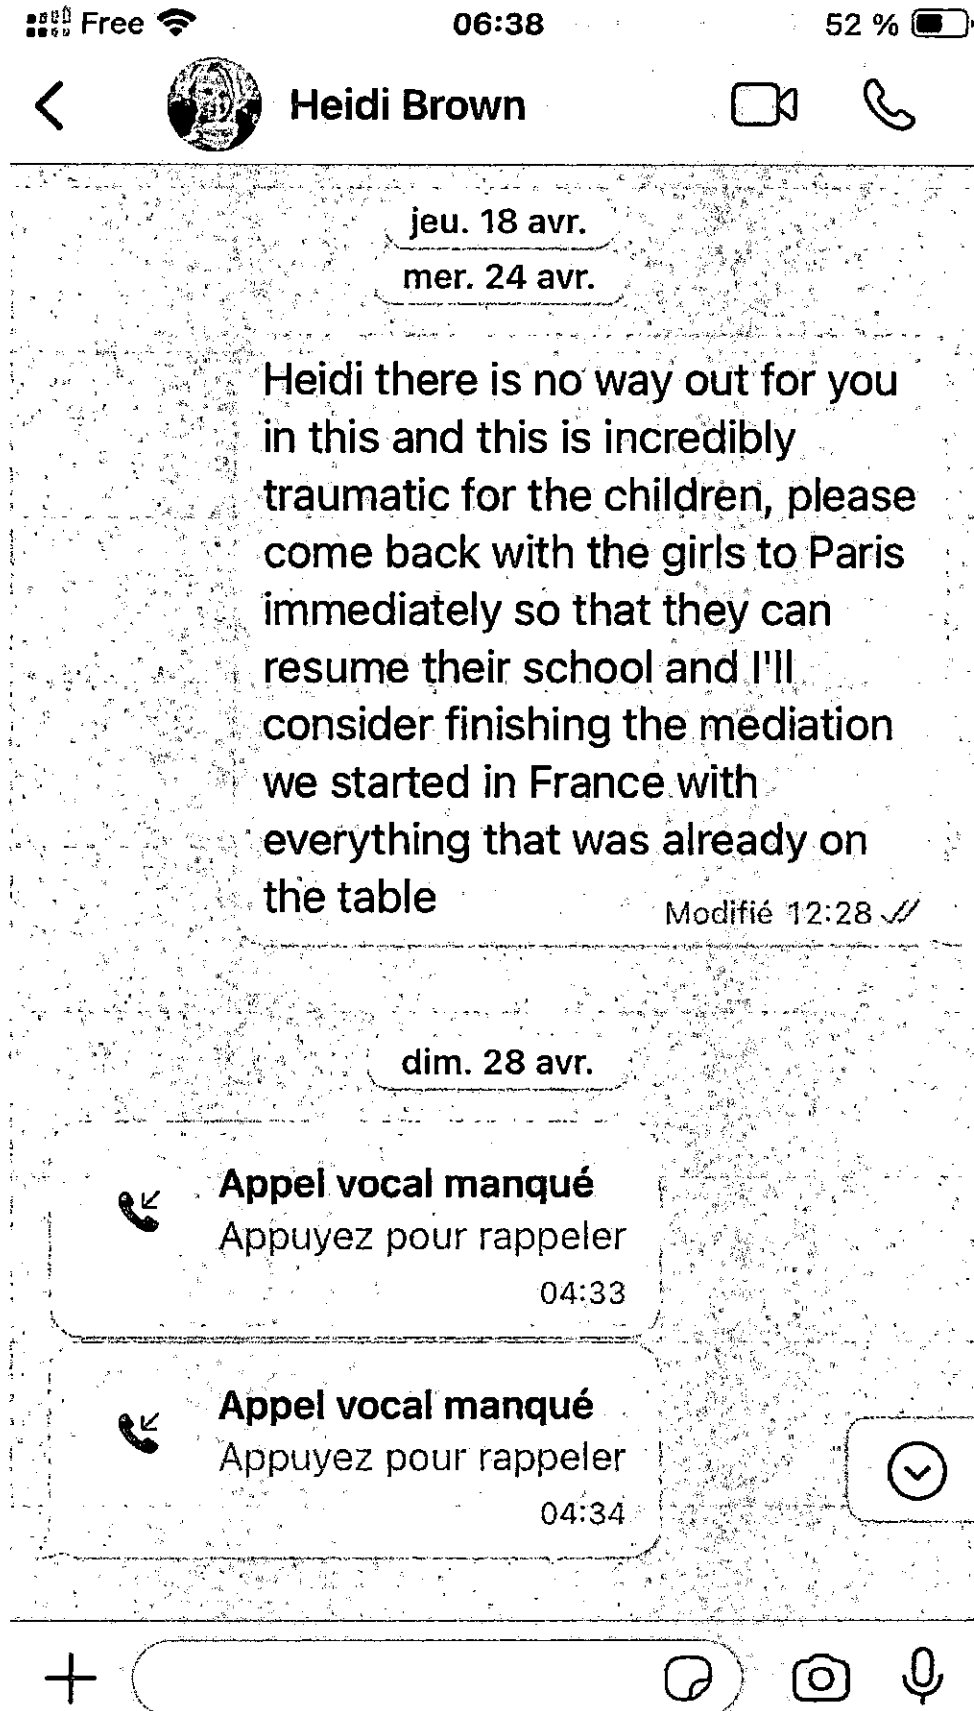 Free 06:38 52 %
Heidi Brown
jeu. 18 avr.
mer. 24 avr.
Heidi there is no way out for you
in this and this is incredibly
traumatic for the children, please
come back with the girls to Paris
immediately so that they can
resume their school and I'll
consider finishing the mediation
we started in France with
everything that was already on
the table
Modifié 12:28
dim. 28 avr.
Appel vocal manqué
Appuyez pour rappeler
04:33
Appel vocal manqué
Appuyez pour rappeler
04:34